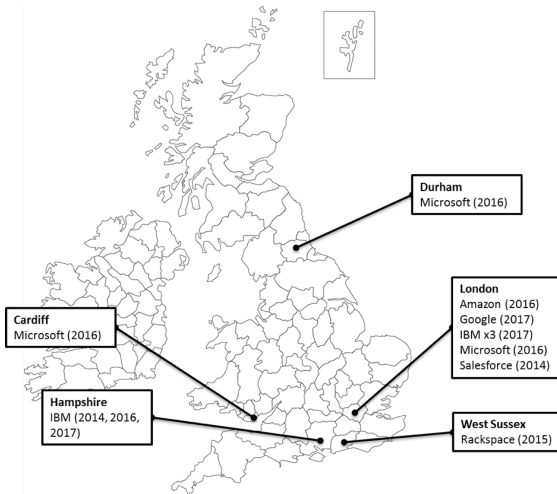 Durham
Microsoft (2016)
London
Amazon (2016)
Google (2017)
IBM x3 (2017)
Microsoft (2016)
Salesforce (2014)
Cardiff
Microsoft (2016)
Hampshire
IBM (2014, 2016,
2017)
West Sussex
Rackspace (2015)